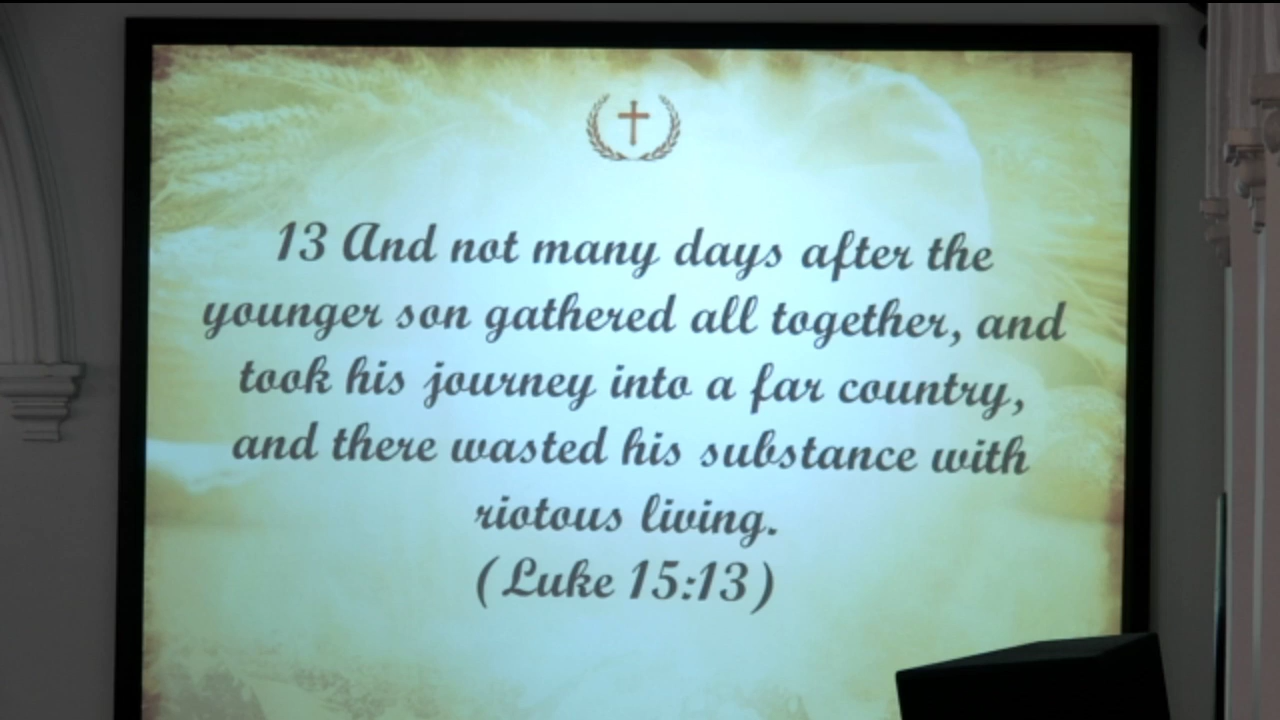 13 And not many days after the
younger son gathered all together, and
took his journey into a far country,
and there wasted his substance with
riotous living.
(Luke 15:13)